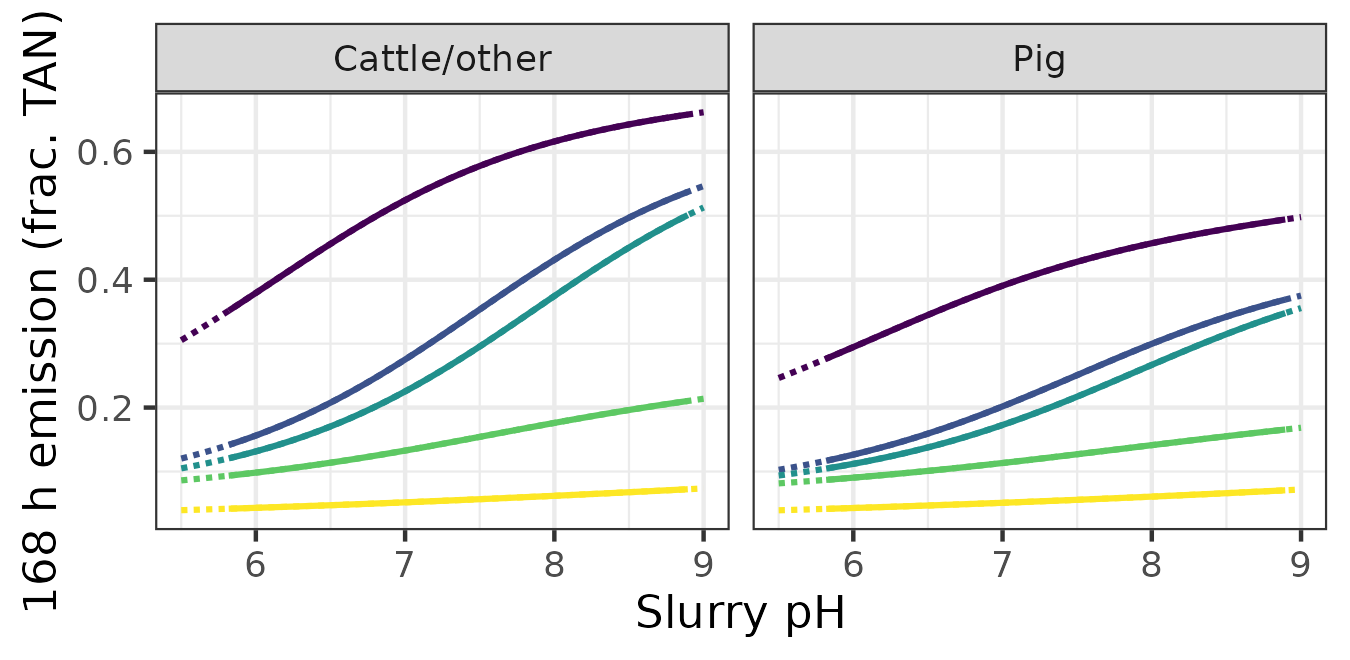 Cattle/other
Pig
168 h emission (frac. TAN)
0.6
0.4
0.2
6 7 8 9
6 7 8 9
Slurry pH